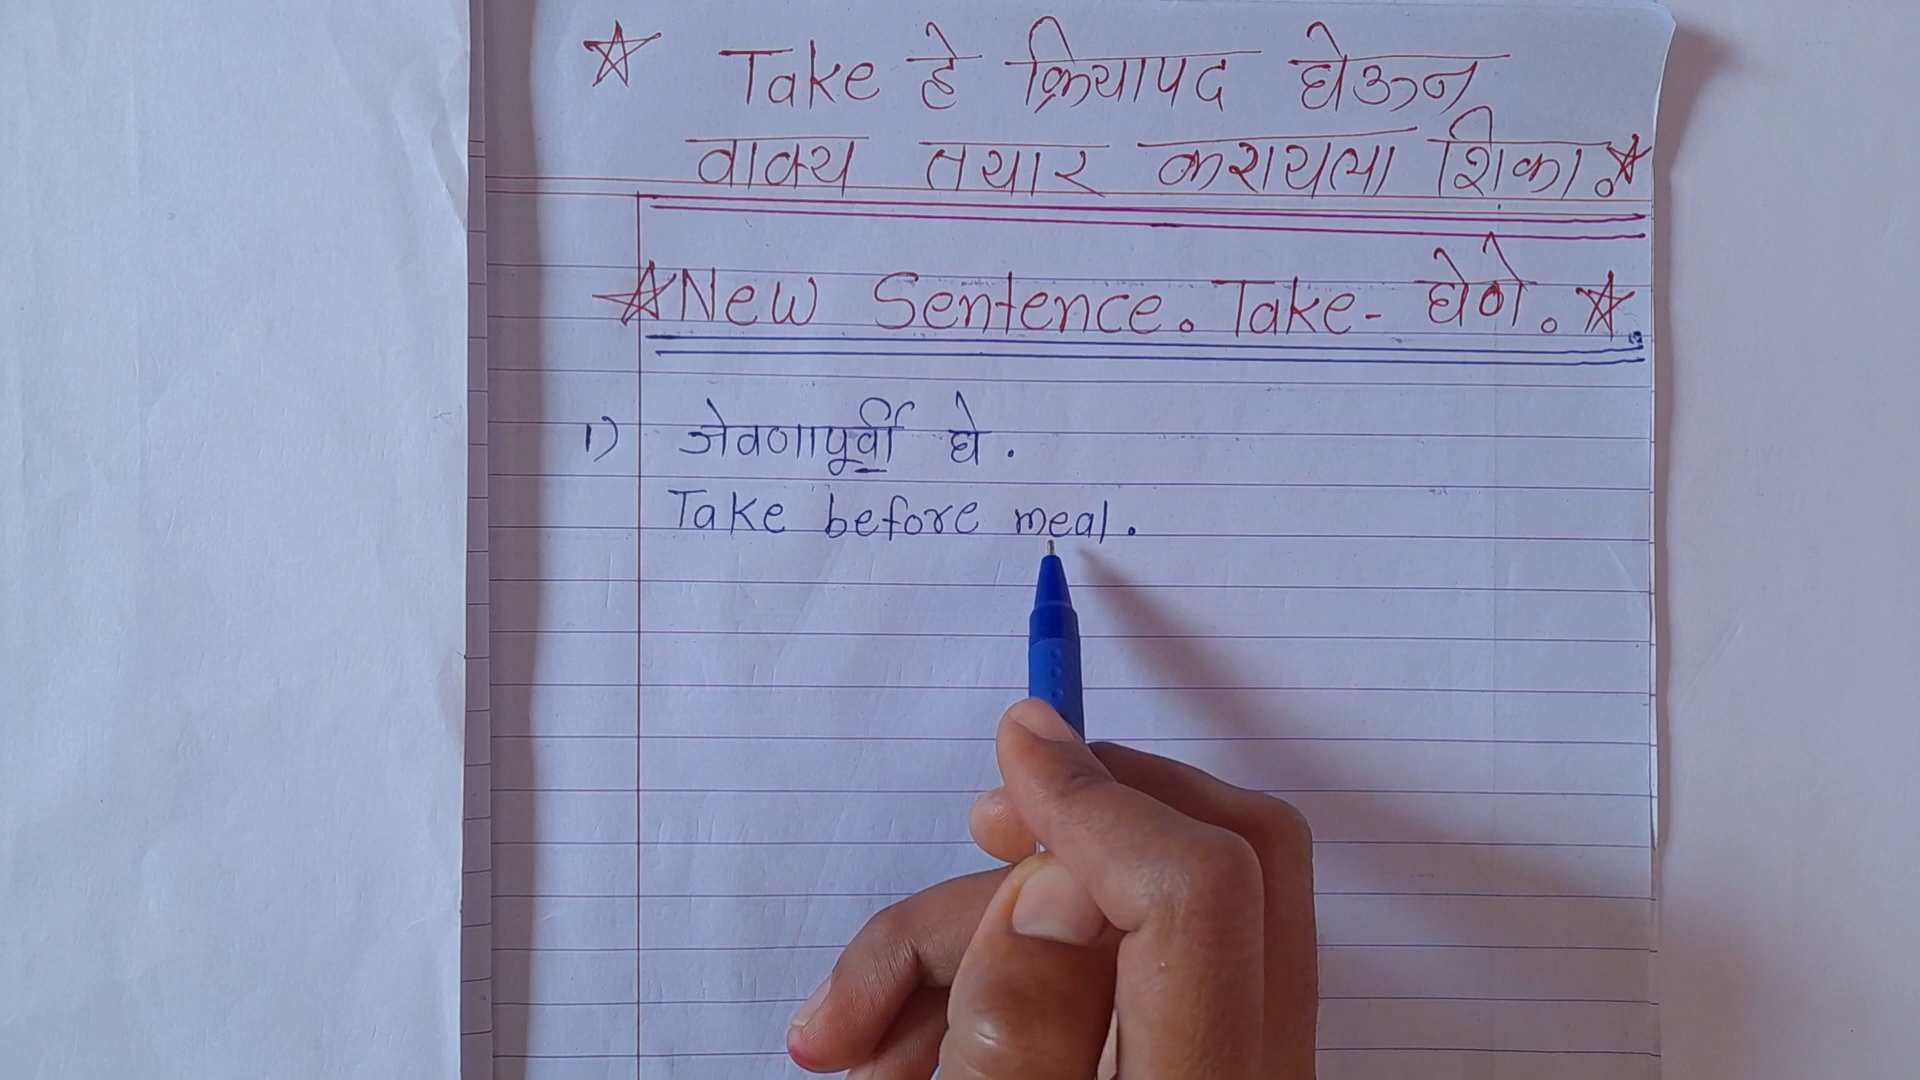 ☆ Take हे क्रियापद घेऊन
वाक्य तयार करायला शिका.☆
☆New Sentence. Take- घेणे.☆.
1) जेवणापूर्वी घे.
Take before meal.